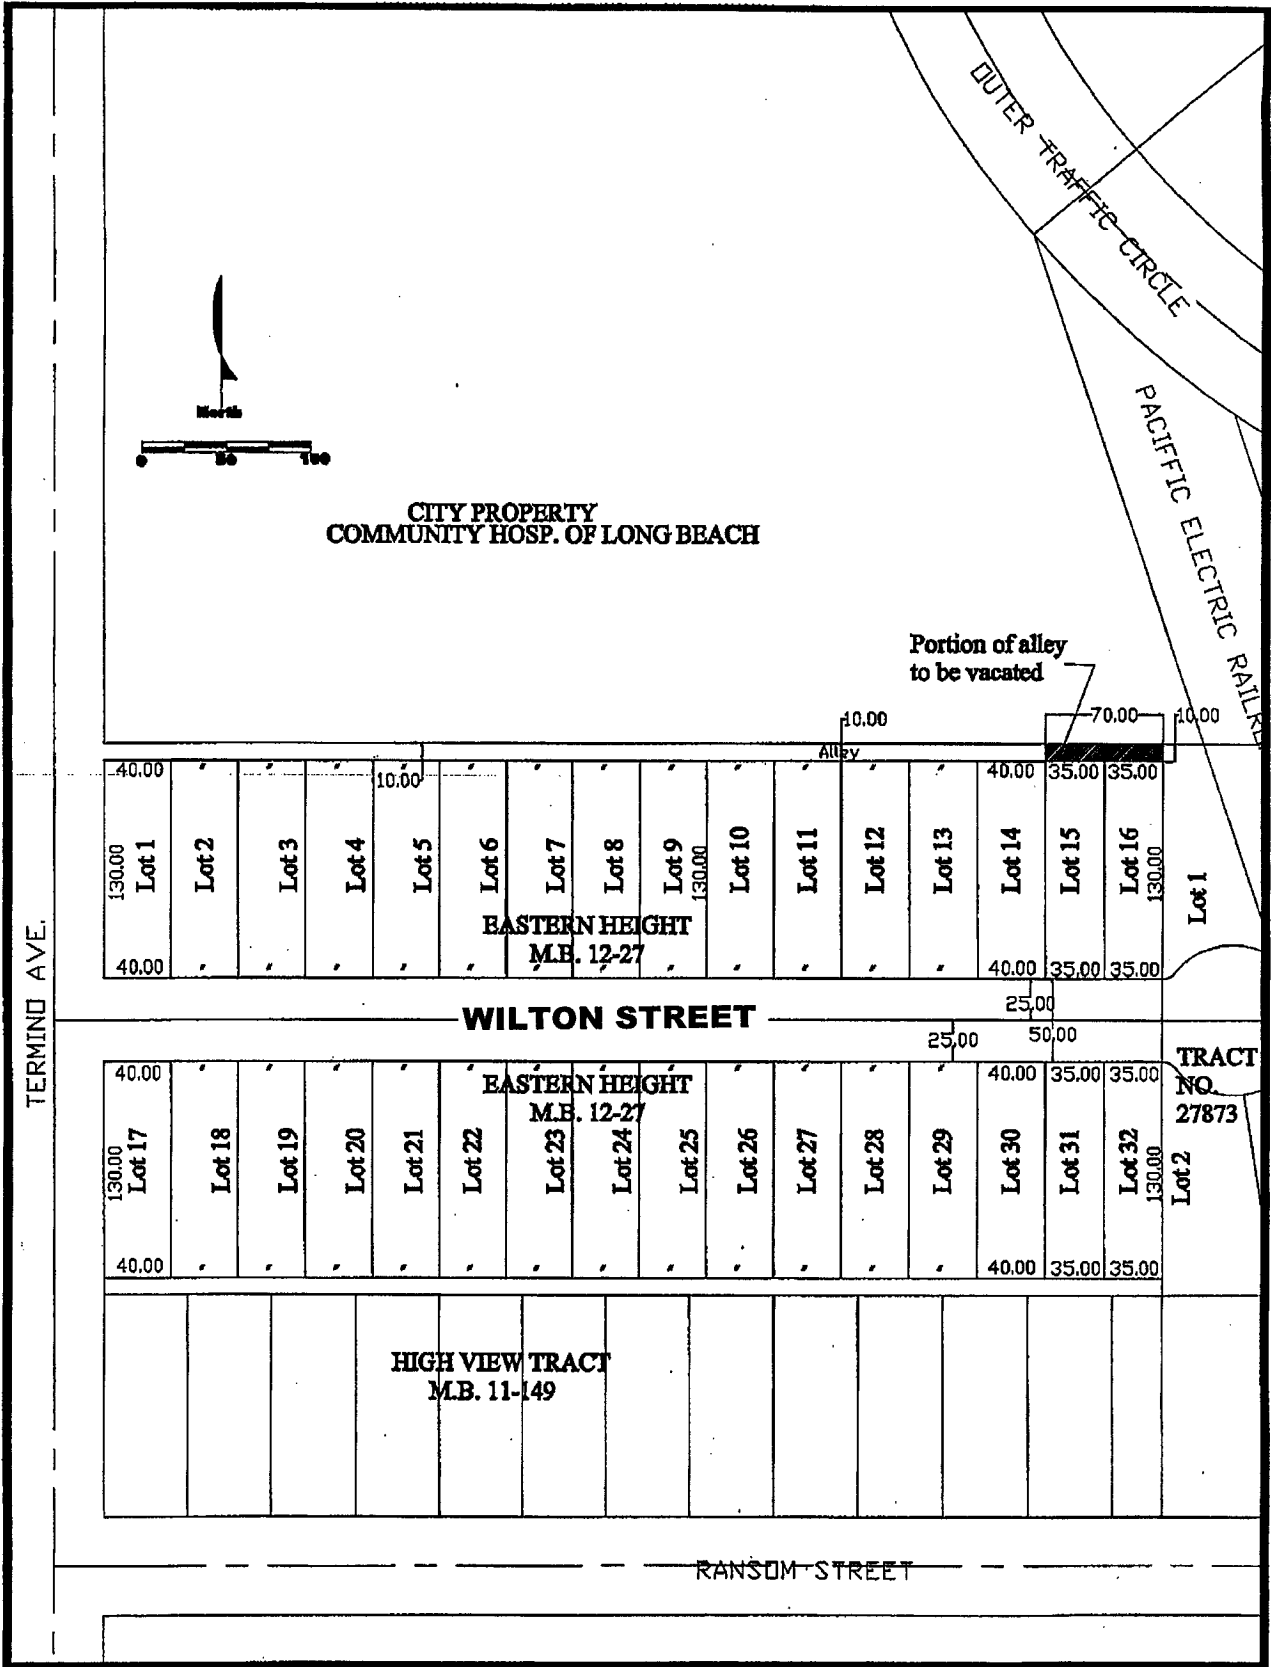 OUTER TRAFFIC CIRCLE
PACIFFIC ELECTRIC RAILR
North
0 50 100
CITY PROPERTY
COMMUNITY HOSP. OF LONG BEACH
Portion of alley
to be vacated
10.00 70.00 10.00
Alley
40.00 " " " " " " " " " " " " 40.00 35.00 35.00
10.00
130.00 130.00 130.00
Lot 1 Lot 2 Lot 3 Lot 4 Lot 5 Lot 6 Lot 7 Lot 8 Lot 9 Lot 10 Lot 11 Lot 12 Lot 13 Lot 14 Lot 15 Lot 16 Lot 1
EASTERN HEIGHT
M.B. 12-27
40.00 " " " " " " " " " " " " 40.00 35.00 35.00
TERMINO AVE.
25.00
WILTON STREET
25.00 50.00
40.00 " " " " " " " " " " " " 40.00 35.00 35.00
TRACT
NO.
27873
EASTERN HEIGHT
M.B. 12-27
130.00 130.00
Lot 17 Lot 18 Lot 19 Lot 20 Lot 21 Lot 22 Lot 23 Lot 24 Lot 25 Lot 26 Lot 27 Lot 28 Lot 29 Lot 30 Lot 31 Lot 32 Lot 2
40.00 " " " " " " " " " " " " 40.00 35.00 35.00
HIGH VIEW TRACT
M.B. 11-149
RANSOM STREET